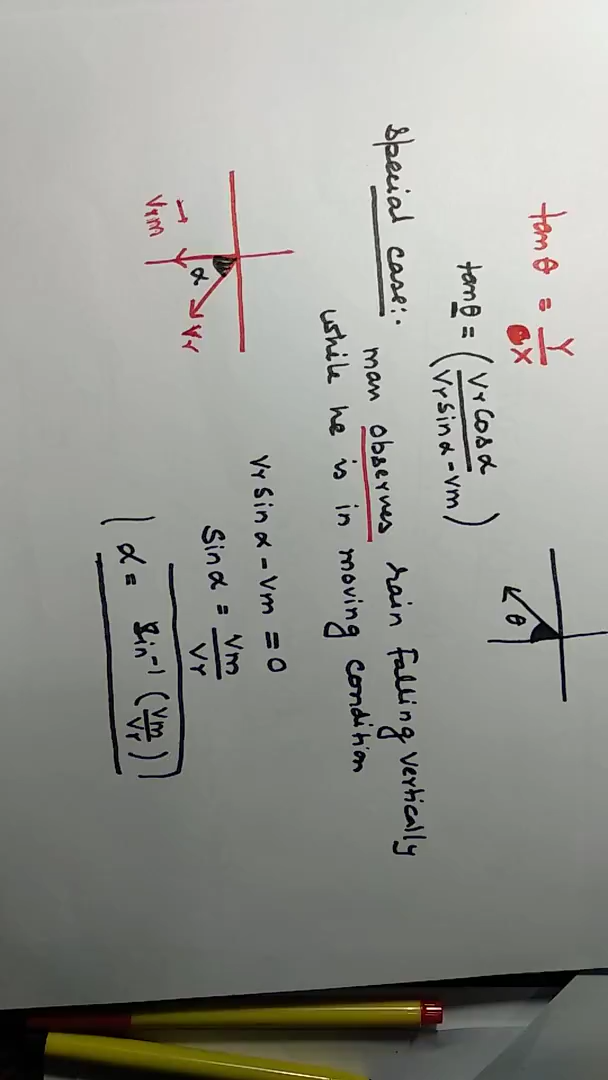 tanθ = Y/X
tanθ = (Vr cosα / Vr sinα - Vm)
θ
Special case:- man observes rain falling vertically
while he is in moving condition
α
Vr
Vrm
Vr sinα - Vm = 0
sinα = Vm/Vr
α = sin⁻¹(Vm/Vr)